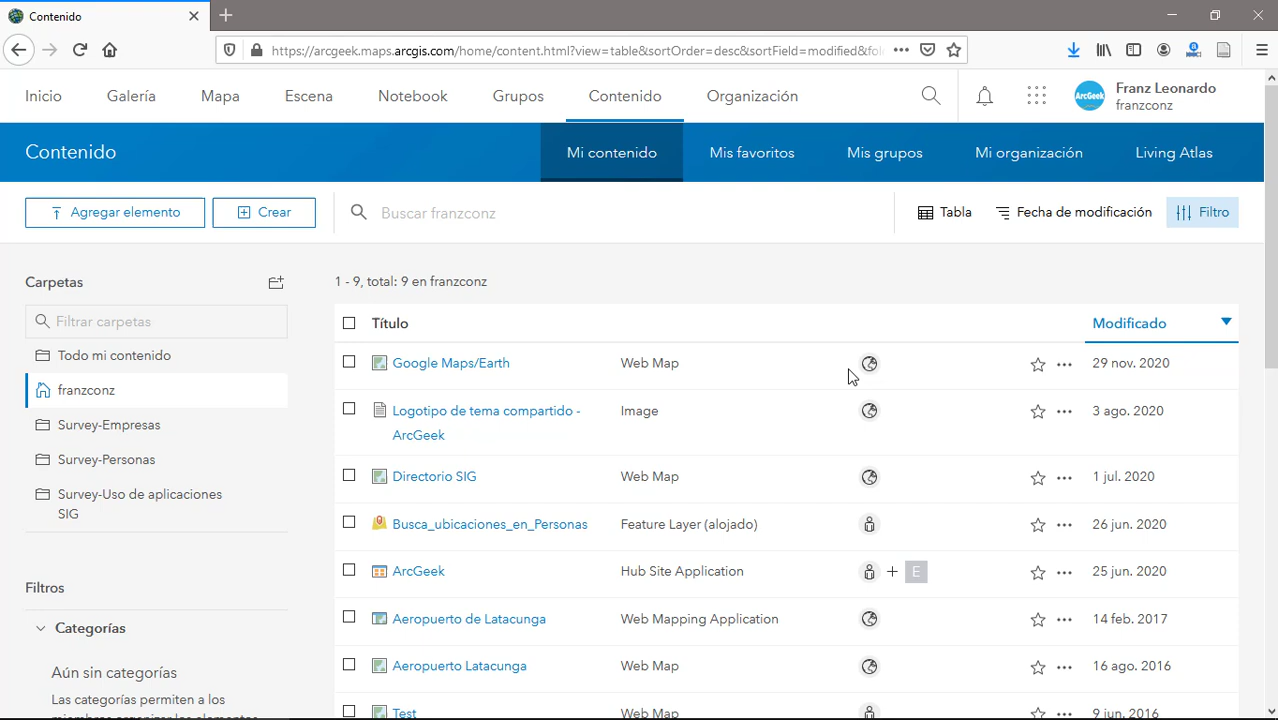 Contenido
https://arcgeek.maps.arcgis.com/home/content.html?view=table&sortOrder=desc&sortField=modified&fol
Inicio Galería Mapa Escena Notebook Grupos Contenido Organización
ArcGeek
Franz Leonardo
franzconz
Contenido Mi contenido Mis favoritos Mis grupos Mi organización Living Atlas
Agregar elemento Crear Buscar franzconz Tabla Fecha de modificación Filtro
Carpetas
1 - 9, total: 9 en franzconz
Filtrar carpetas
Todo mi contenido
franzconz
Survey-Empresas
Survey-Personas
Survey-Uso de aplicaciones
SIG
Filtros
Categorías
Aún sin categorías
Las categorías permiten a los
miembros organizar los elementos
Título Modificado
Google Maps/Earth Web Map 29 nov. 2020
Logotipo de tema compartido - Image 3 ago. 2020
ArcGeek
Directorio SIG Web Map 1 jul. 2020
Busca_ubicaciones_en_Personas Feature Layer (alojado) 26 jun. 2020
ArcGeek Hub Site Application + E 25 jun. 2020
Aeropuerto de Latacunga Web Mapping Application 14 feb. 2017
Aeropuerto Latacunga Web Map 16 ago. 2016
Test Web Map 9 jun. 2016